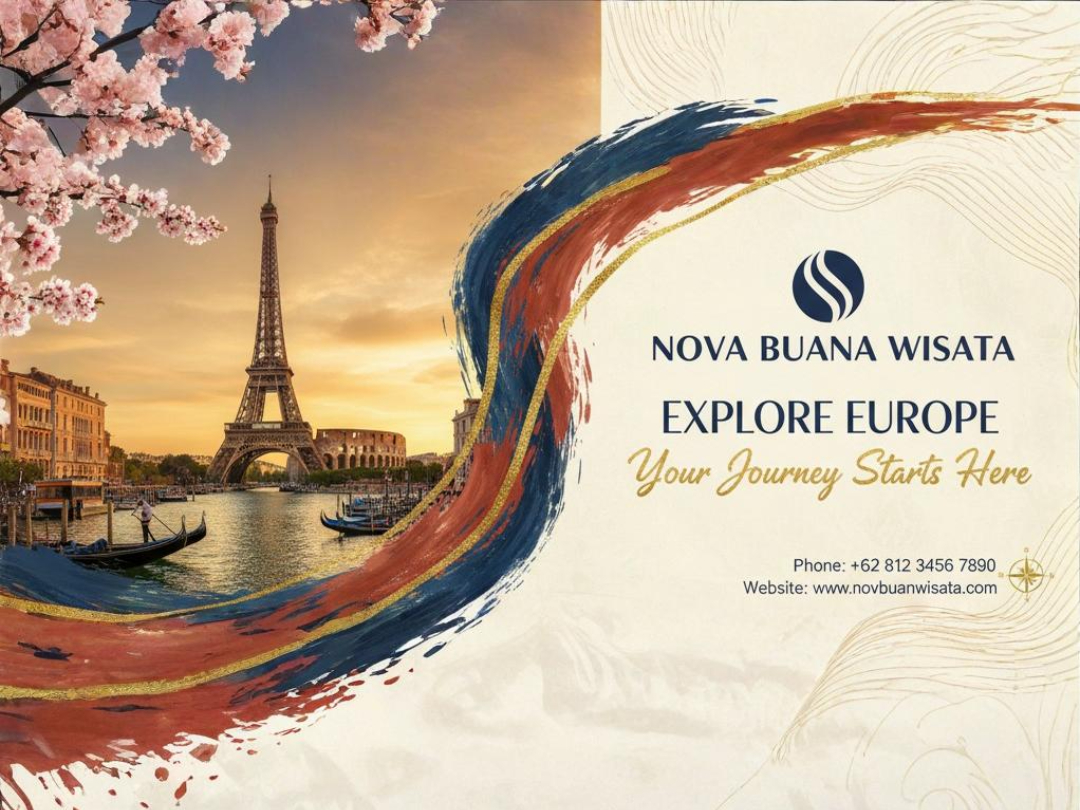 NOVA BUANA WISATA
EXPLORE EUROPE
Your Journey Starts Here
Phone: +62 812 3456 7890
Website: www.novbuanwisata.com